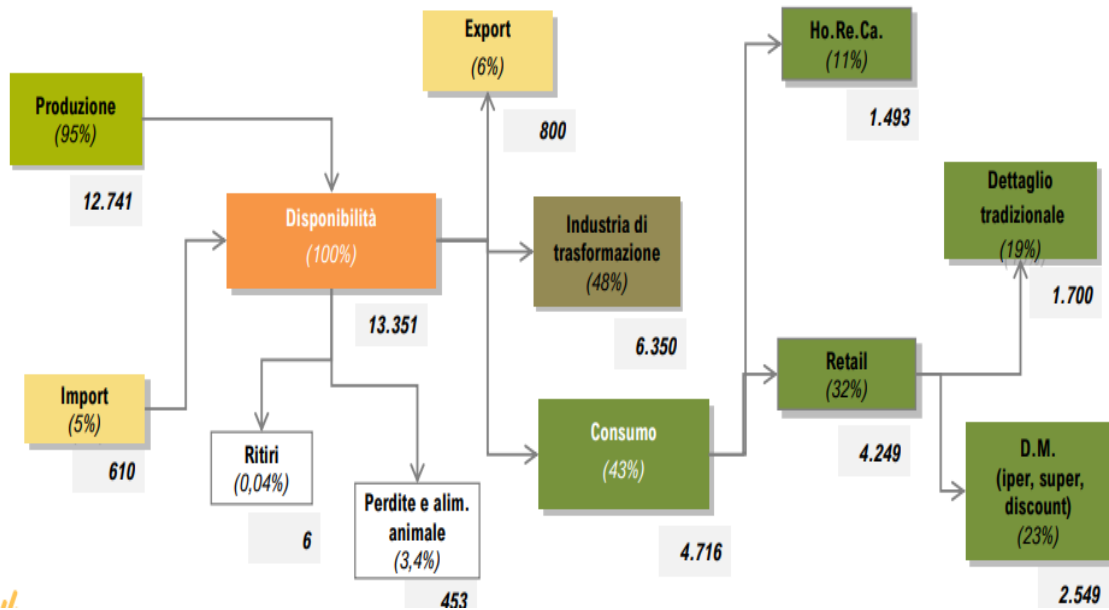 Produzione
(95%)
12.741
Import
(5%)
610
Disponibilità
(100%)
13.351
Ritiri
(0,04%)
6
Perdite e alim.
animale
(3,4%)
453
Export
(6%)
800
Industria di
trasformazione
(48%)
6.350
Consumo
(43%)
4.716
Ho.Re.Ca.
(11%)
1.493
Retail
(32%)
4.249
Dettaglio
tradizionale
(19%)
1.700
D.M.
(iper, super,
discount)
(23%)
2.549